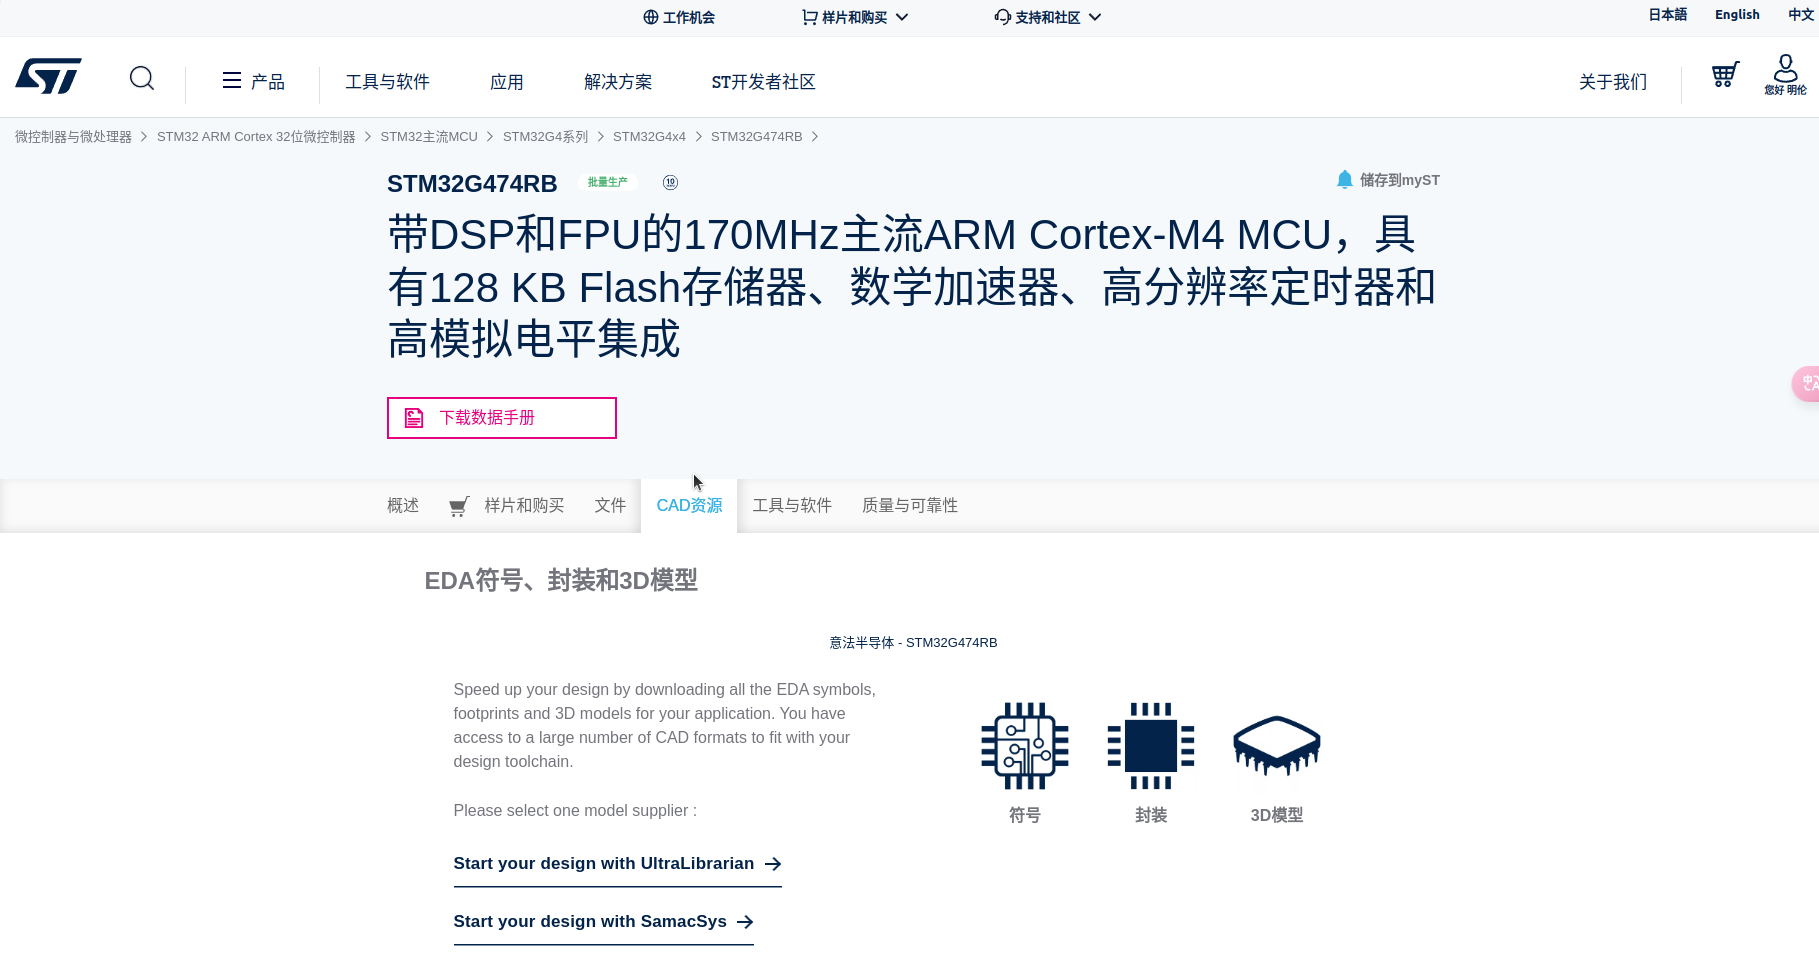 工作机会
样片和购买
支持和社区
日本語
English
中文
ST
产品
工具与软件
应用
解决方案
ST开发者社区
关于我们
您好 明伦
微控制器与微处理器
STM32 ARM Cortex 32位微控制器
STM32主流MCU
STM32G4系列
STM32G4x4
STM32G474RB
STM32G474RB
批量生产
10
储存到myST
带DSP和FPU的170MHz主流ARM Cortex-M4 MCU，具
有128 KB Flash存储器、数学加速器、高分辨率定时器和
高模拟电平集成
下载数据手册
概述
样片和购买
文件
CAD资源
工具与软件
质量与可靠性
EDA符号、封装和3D模型
意法半导体 - STM32G474RB
Speed up your design by downloading all the EDA symbols,
footprints and 3D models for your application. You have
access to a large number of CAD formats to fit with your
design toolchain.
Please select one model supplier :
符号
封装
3D模型
Start your design with UltraLibrarian
Start your design with SamacSys